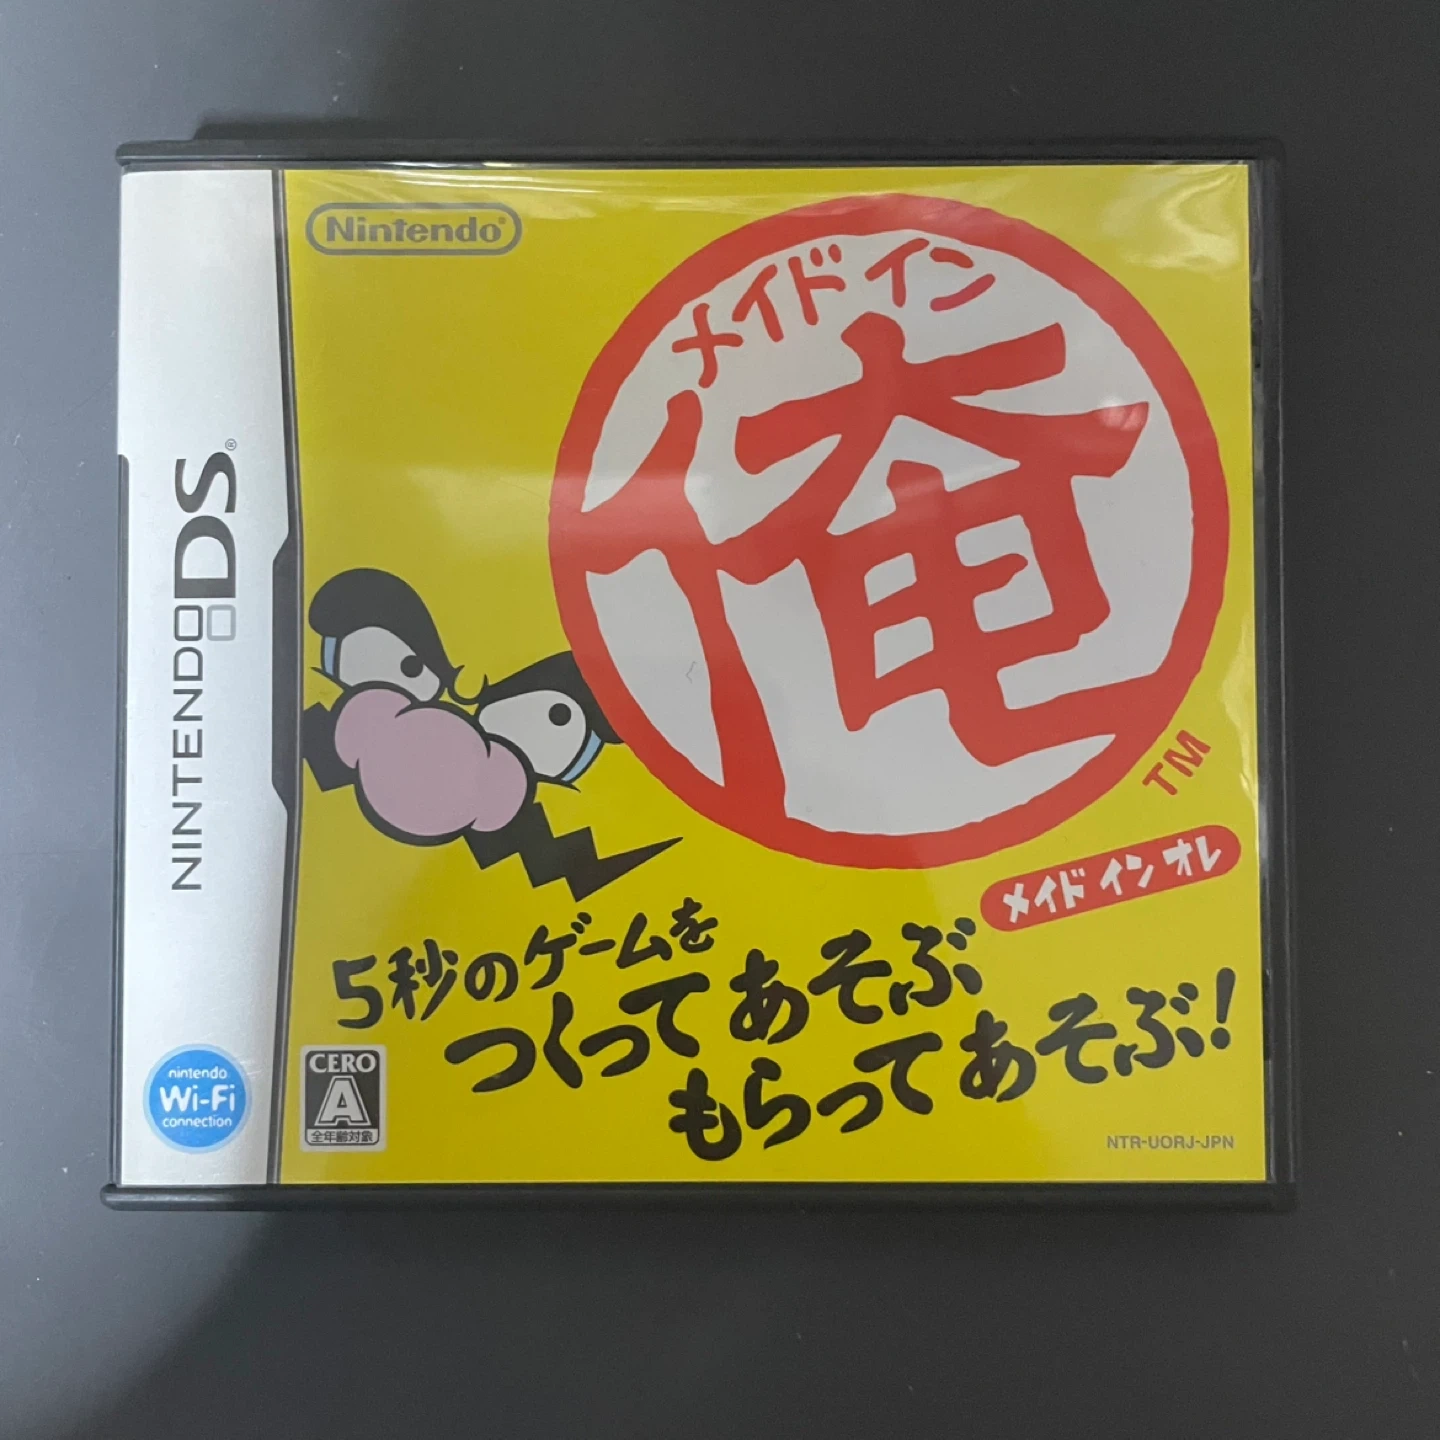 Nintendo®
メイド イン
俺
TM
メイド イン オレ
5秒のゲームを
つくって あそぶ
もらって あそぶ!
NINTENDO DS®
nintendo
Wi-Fi
connection
CERO
A
全年齢対象
NTR-UORJ-JPN